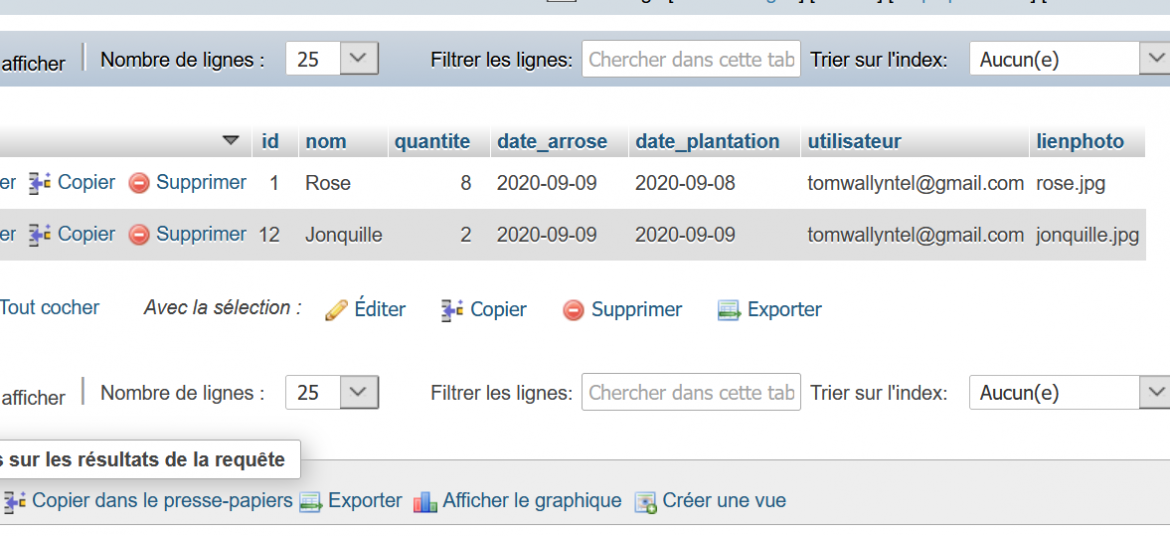 afficher Nombre de lignes : 25 Filtrer les lignes: Chercher dans cette tab Trier sur l'index: Aucun(e)
id nom quantite date_arrose date_plantation utilisateur lienphoto
er Copier Supprimer 1 Rose 8 2020-09-09 2020-09-08 tomwallyntel@gmail.com rose.jpg
er Copier Supprimer 12 Jonquille 2 2020-09-09 2020-09-09 tomwallyntel@gmail.com jonquille.jpg
Tout cocher Avec la sélection : Éditer Copier Supprimer Exporter
afficher Nombre de lignes : 25 Filtrer les lignes: Chercher dans cette tab Trier sur l'index: Aucun(e)
s sur les résultats de la requête
Copier dans le presse-papiers Exporter Afficher le graphique Créer une vue